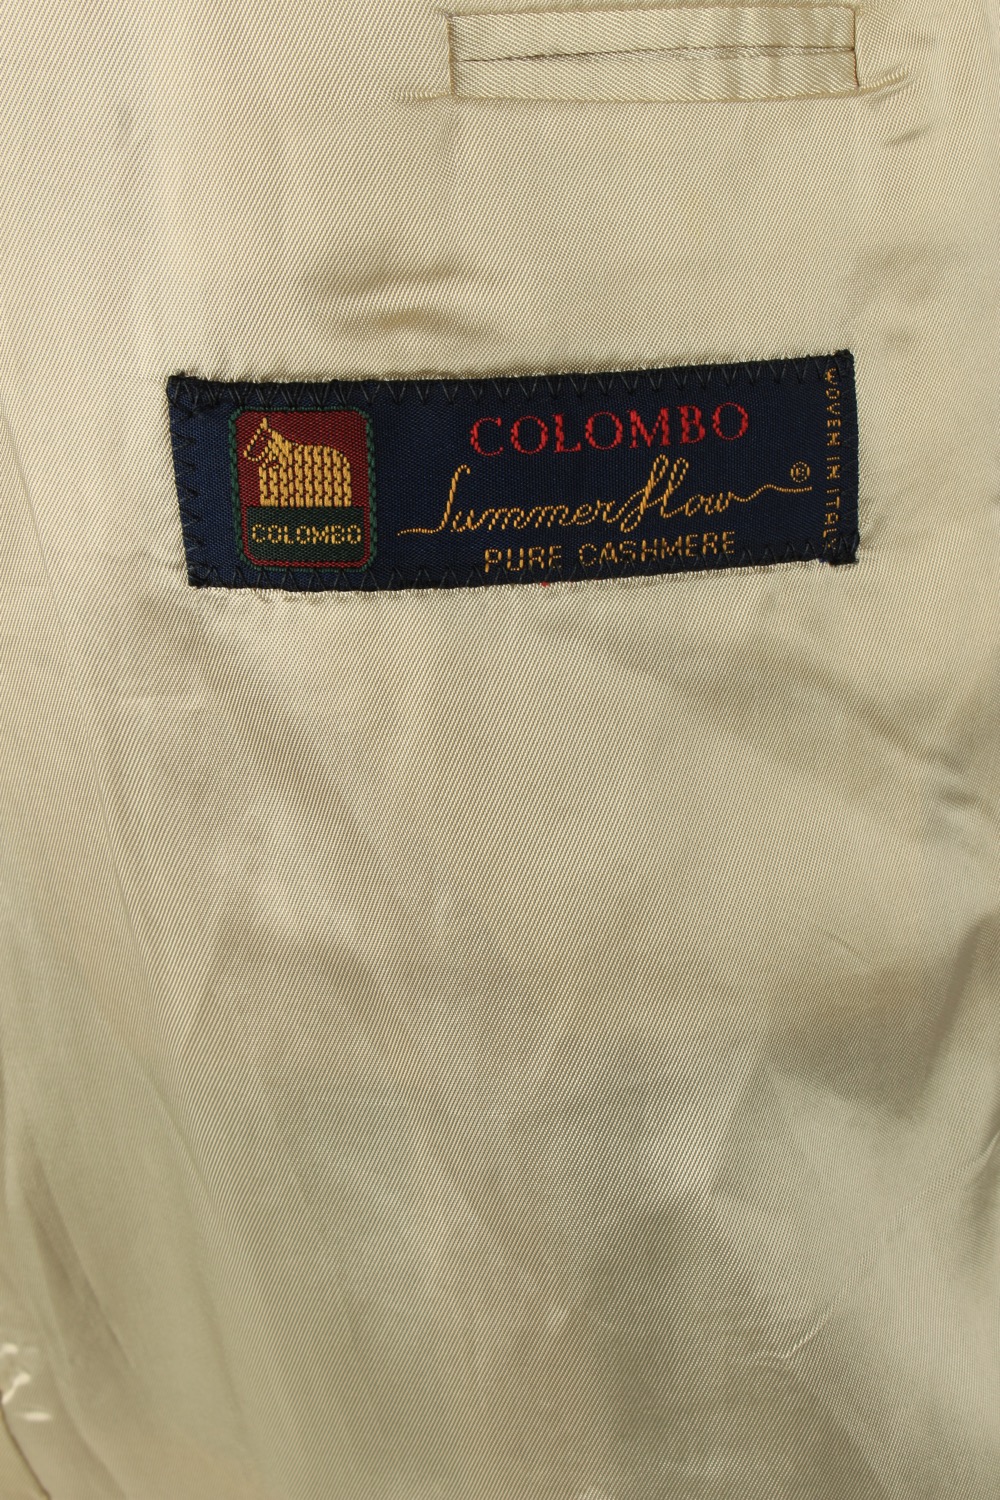 COLOMBO
COLOMBO
Summerflow®
PURE CASHMERE
WOVEN IN ITALY